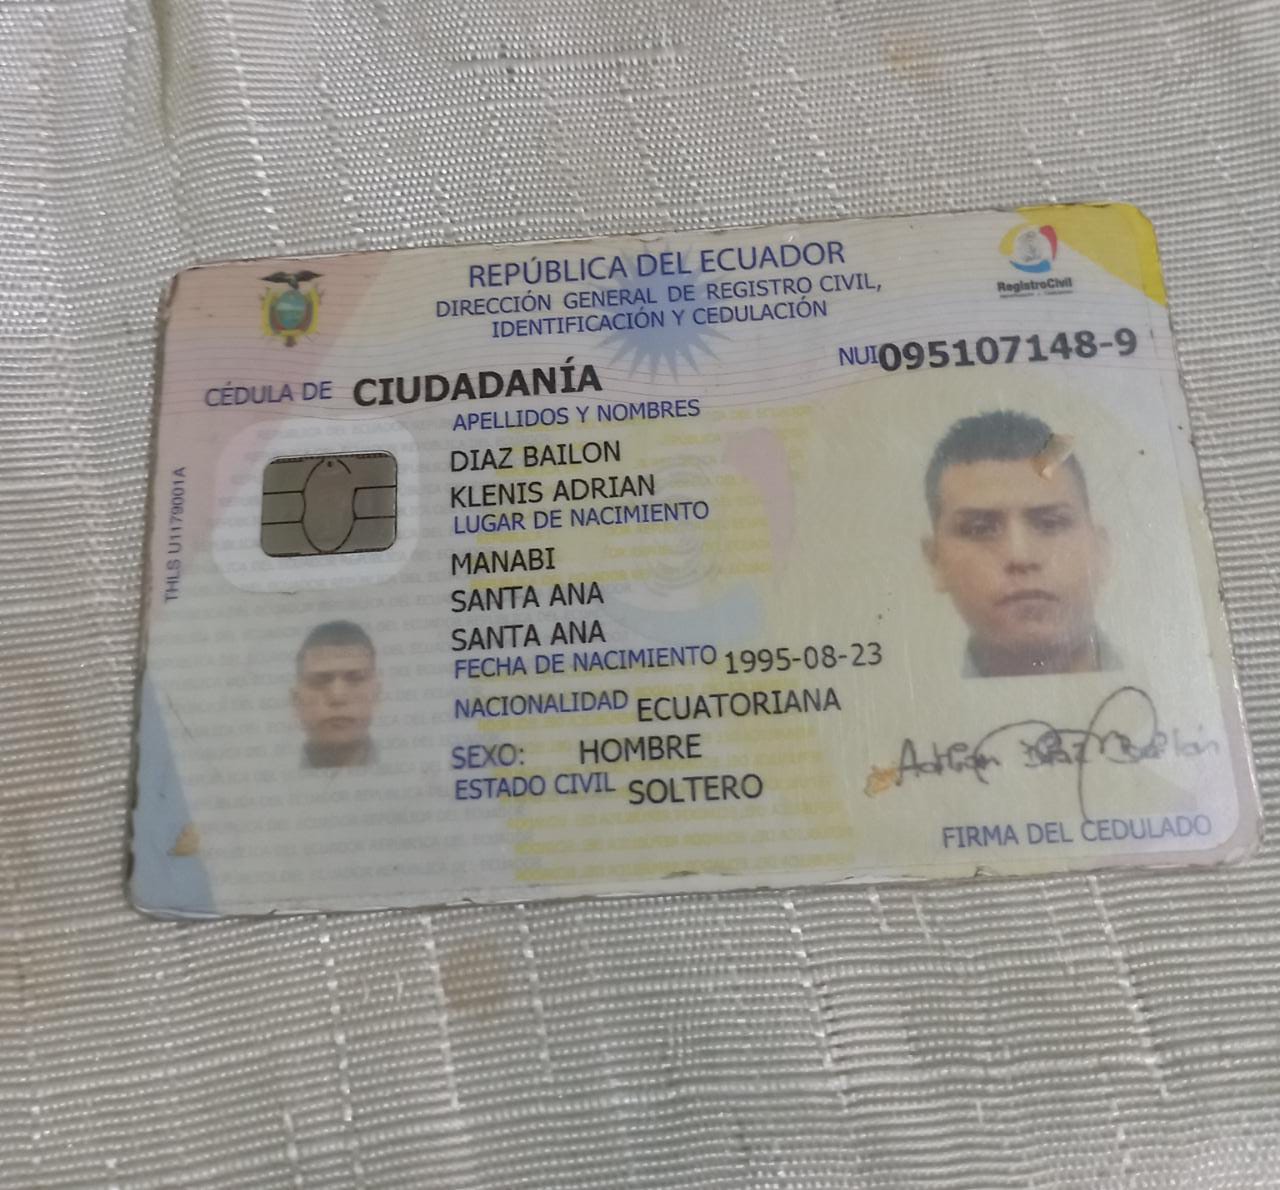 REPÚBLICA DEL ECUADOR
DIRECCIÓN GENERAL DE REGISTRO CIVIL,
IDENTIFICACIÓN Y CEDULACIÓN
RegistroCivil
CÉDULA DE CIUDADANÍA
NUI 095107148-9
APELLIDOS Y NOMBRES
DIAZ BAILON
KLENIS ADRIAN
LUGAR DE NACIMIENTO
MANABI
SANTA ANA
SANTA ANA
FECHA DE NACIMIENTO 1995-08-23
NACIONALIDAD ECUATORIANA
SEXO: HOMBRE
ESTADO CIVIL SOLTERO
Adrian Diaz Bailón
FIRMA DEL CEDULADO
THLS U1179001A